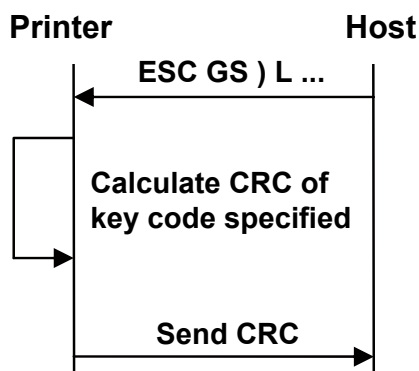 Printer Host
ESC GS ) L ...
Calculate CRC of
key code specified
Send CRC